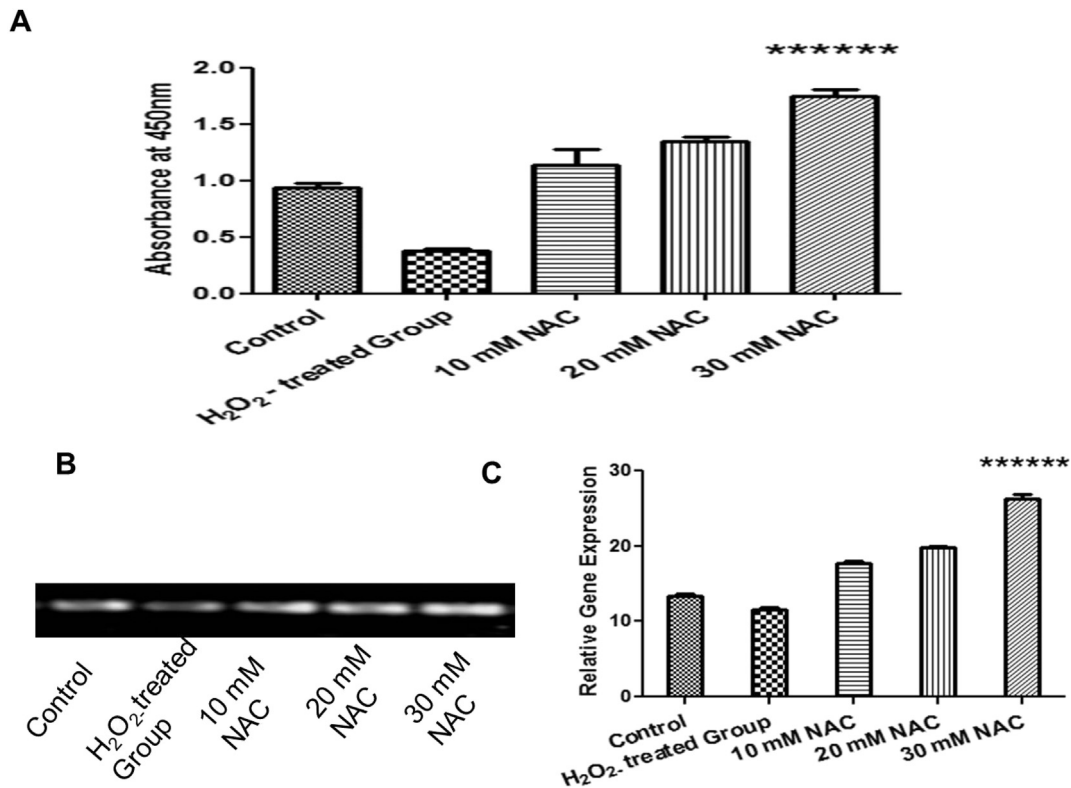 A
******
Absorbance at 450nm
2.0
1.5
1.0
0.5
0.0
Control
H₂O₂ - treated Group
10 mM NAC
20 mM NAC
30 mM NAC
B
Control
H₂O₂-treated
Group
10 mM
NAC
20 mM
NAC
30 mM
NAC
C
******
Relative Gene Expression
30
20
10
0
Control
H₂O₂- treated Group
10 mM NAC
20 mM NAC
30 mM NAC